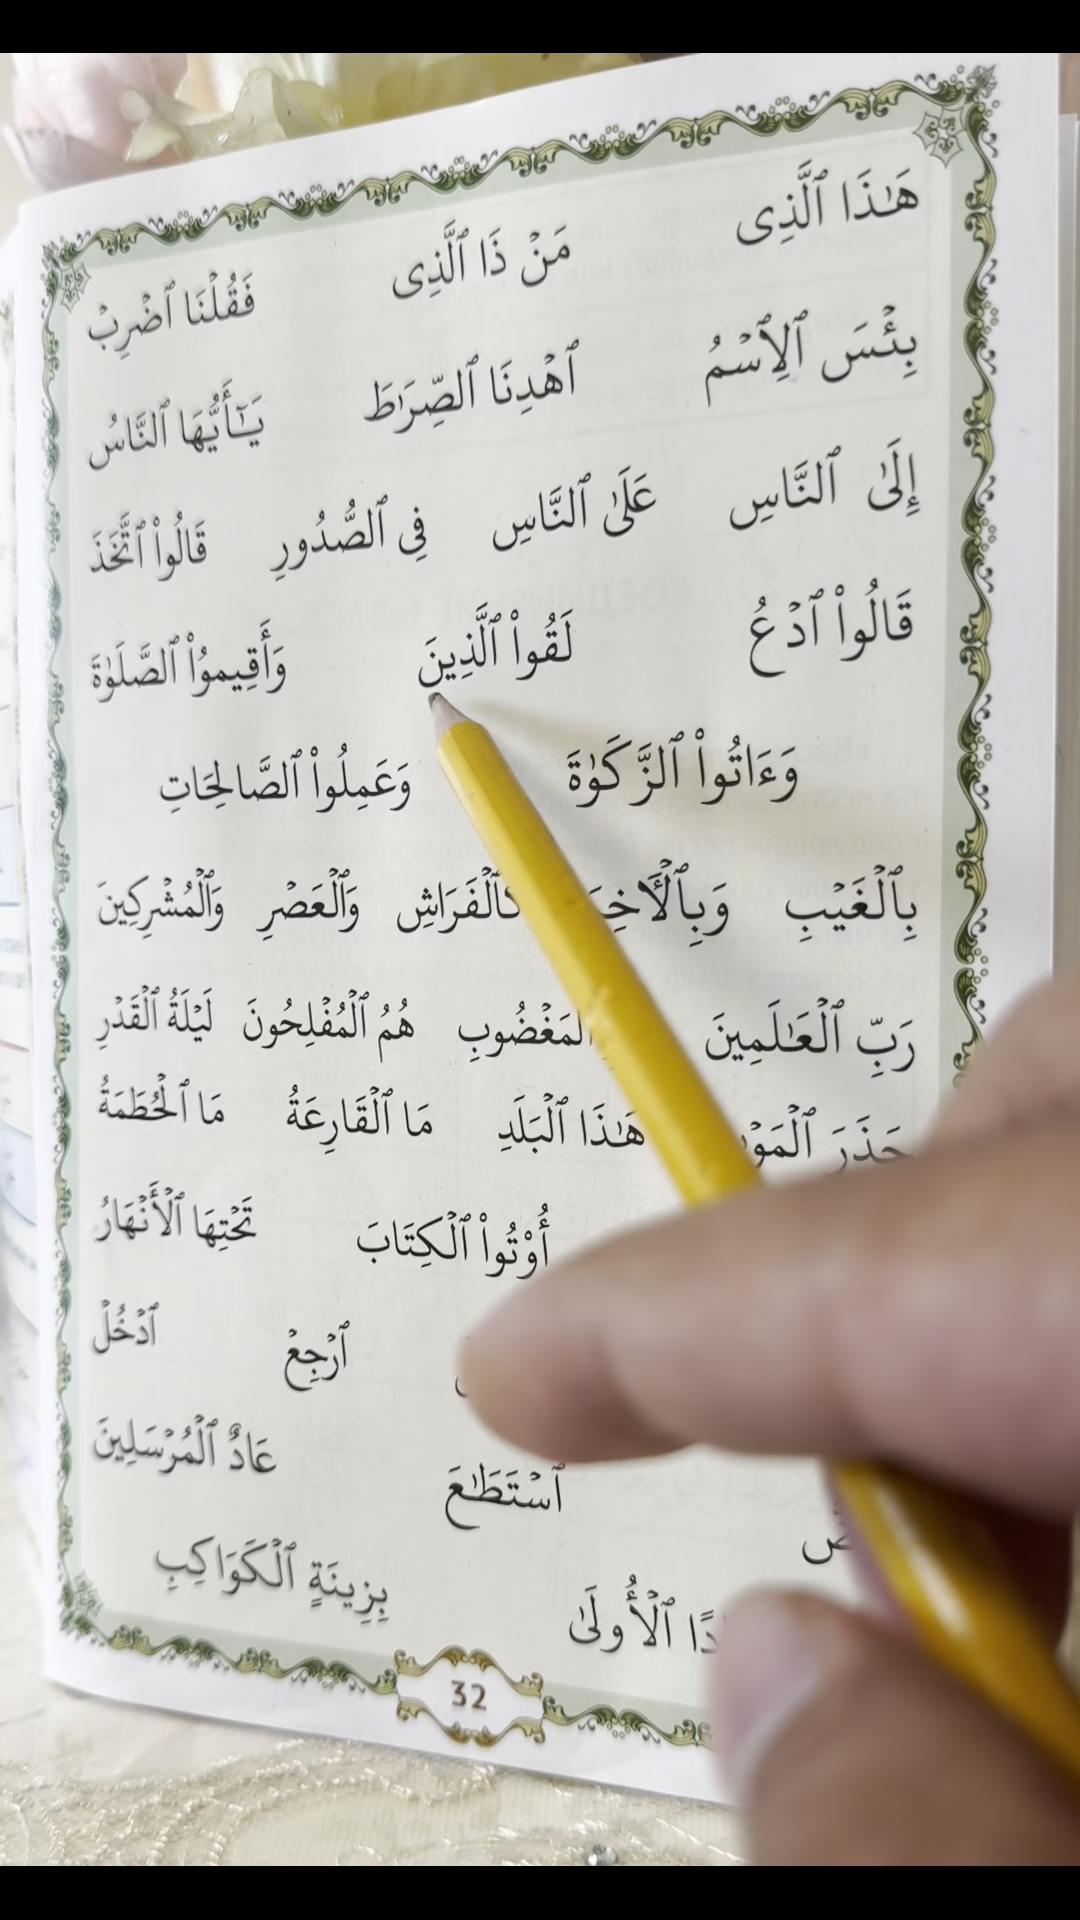 هَـٰذَا ٱلَّذِى مَنْ ذَا ٱلَّذِى فَقُلْنَا ٱضْرِبْ
بِئْسَ ٱلِٱسْمُ ٱهْدِنَا ٱلصِّرَٰطَ يَـٰٓأَيُّهَا ٱلنَّاسُ
إِلَىٰ ٱلنَّاسِ عَلَىٰ ٱلنَّاسِ فِى ٱلصُّدُورِ قَالُوا۟ ٱتَّخَذَ
قَالُوا۟ ٱدْعُ لَقُوا۟ ٱلَّذِينَ وَأَقِيمُوا۟ ٱلصَّلَوٰةَ
وَءَاتُوا۟ ٱلزَّكَوٰةَ وَعَمِلُوا۟ ٱلصَّالِحَاتِ
بِٱلْغَيْبِ كَٱلْفَرَاشِ وَٱلْعَصْرِ وَٱلْمُشْرِكِينَ
رَبِّ ٱلْعَـٰلَمِينَ هُمُ ٱلْمُفْلِحُونَ لَيْلَةُ ٱلْقَدْرِ
حَذَرَ هَـٰذَا ٱلْبَلَدِ مَا ٱلْقَارِعَةُ مَا ٱلْحُطَمَةُ
أُوْتُوا۟ ٱلْكِتَابَ تَحْتِهَا ٱلْأَنْهَارُ
ٱرْجِعْ ٱدْخُلْ
ٱسْتَطَـٰعَ عَادٌ ٱلْمُرْسَلِينَ
ٱلْأُولَىٰ بِزِينَةٍ ٱلْكَوَاكِبِ
32